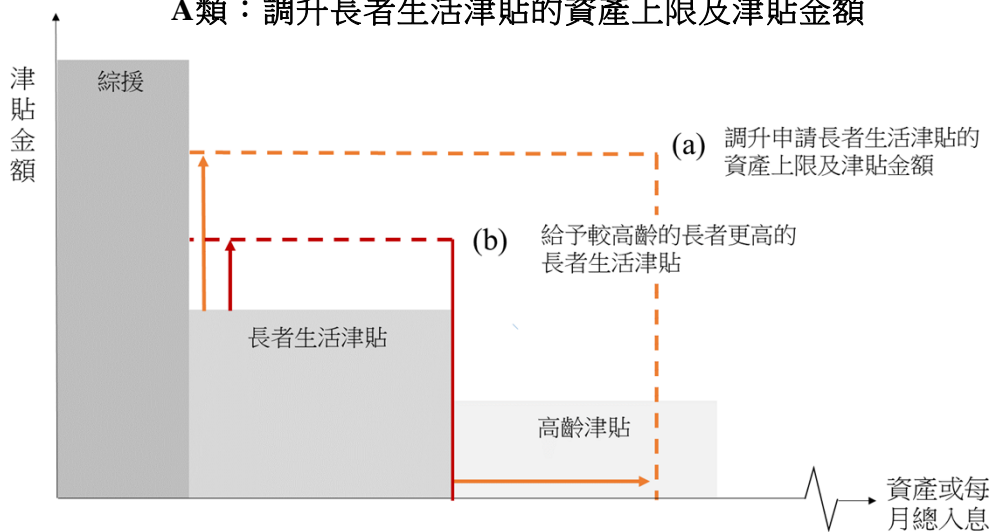 A類：調升長者生活津貼的資產上限及津貼金額
津貼金額
綜援
(a) 調升申請長者生活津貼的
資產上限及津貼金額
(b) 給予較高齡的長者更高的
長者生活津貼
長者生活津貼
高齡津貼
資產或每
月總入息